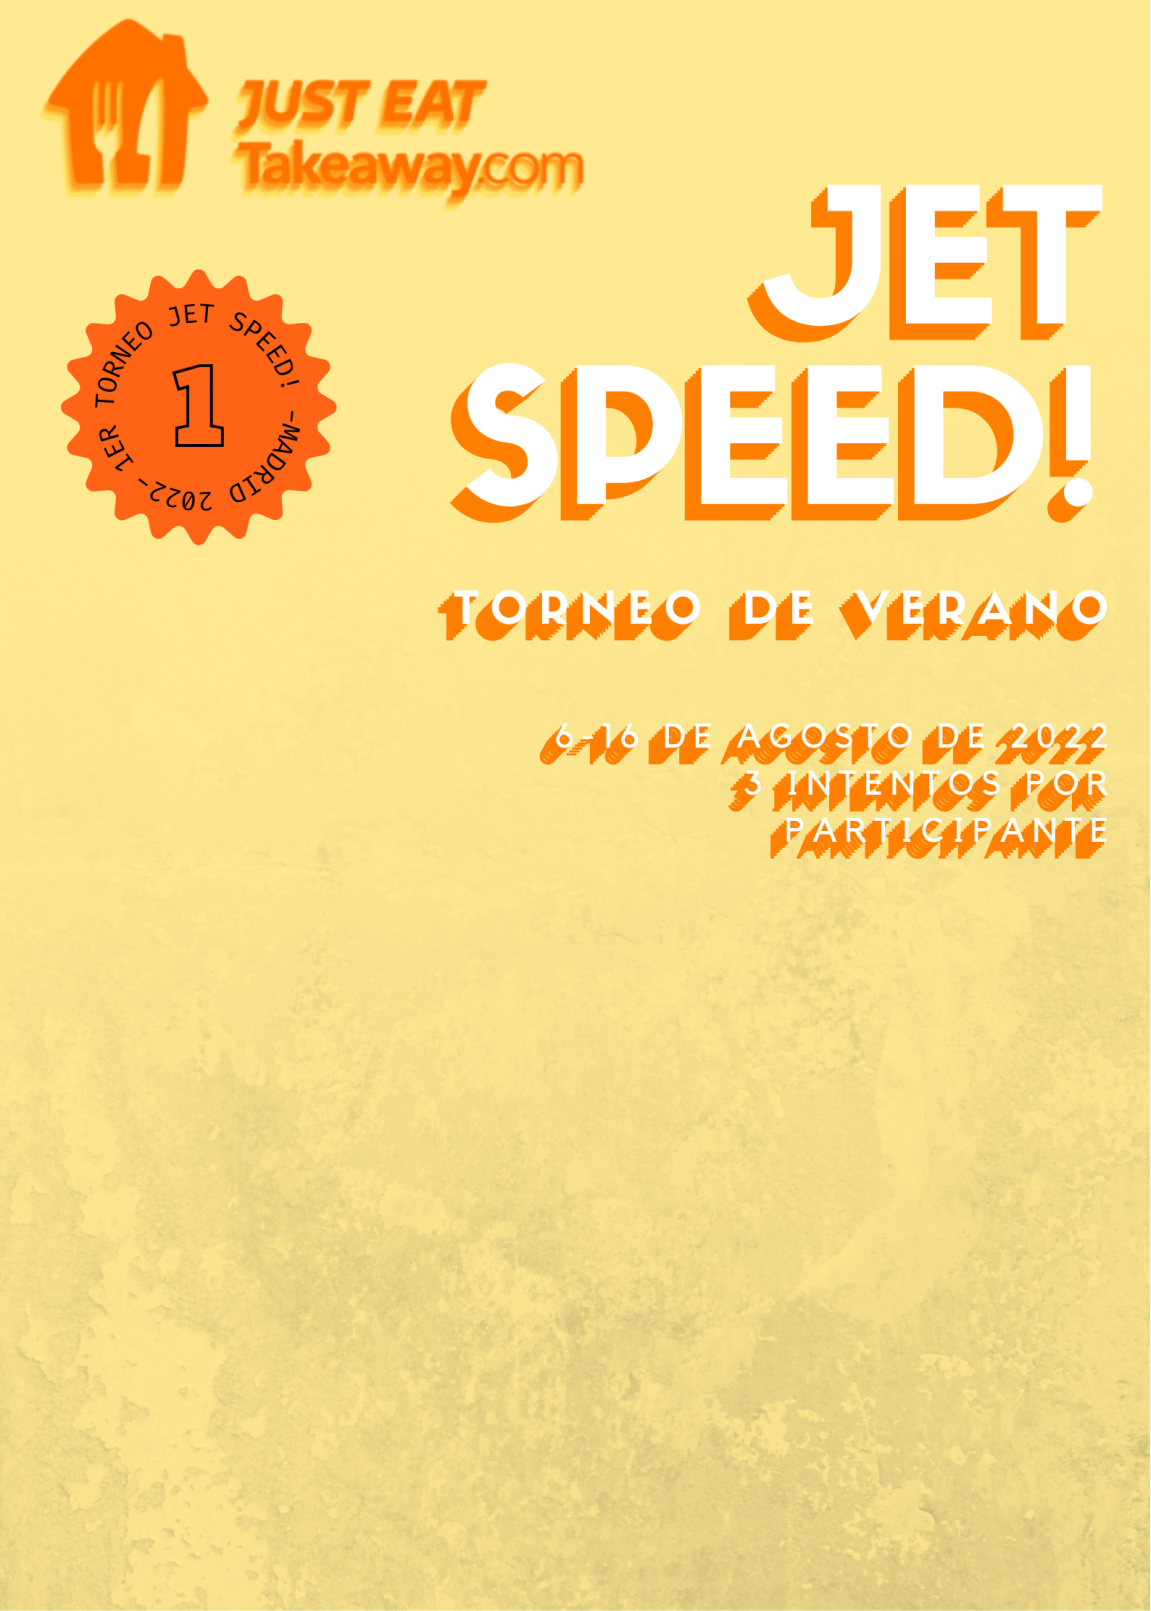 JUST EAT
Takeaway.com
JET
SPEED!
1ER TORNEO JET SPEED! -MADRID 2022-
1
TORNEO DE VERANO
6-16 DE AGOSTO DE 2022
3 INTENTOS POR
PARTICIPANTE